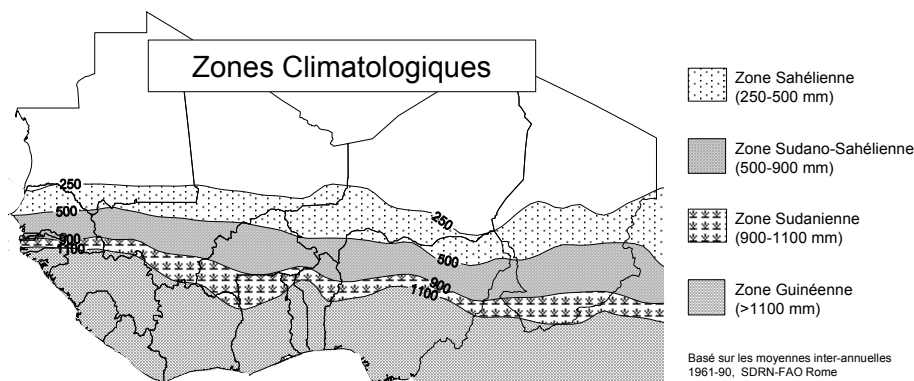 Zones Climatologiques
Zone Sahélienne
(250-500 mm)
Zone Sudano-Sahélienne
(500-900 mm)
Zone Sudanienne
(900-1100 mm)
Zone Guinéenne
(>1100 mm)
Basé sur les moyennes inter-annuelles
1961-90, SDRN-FAO Rome
250
500
900
1100
250
500
900
1100